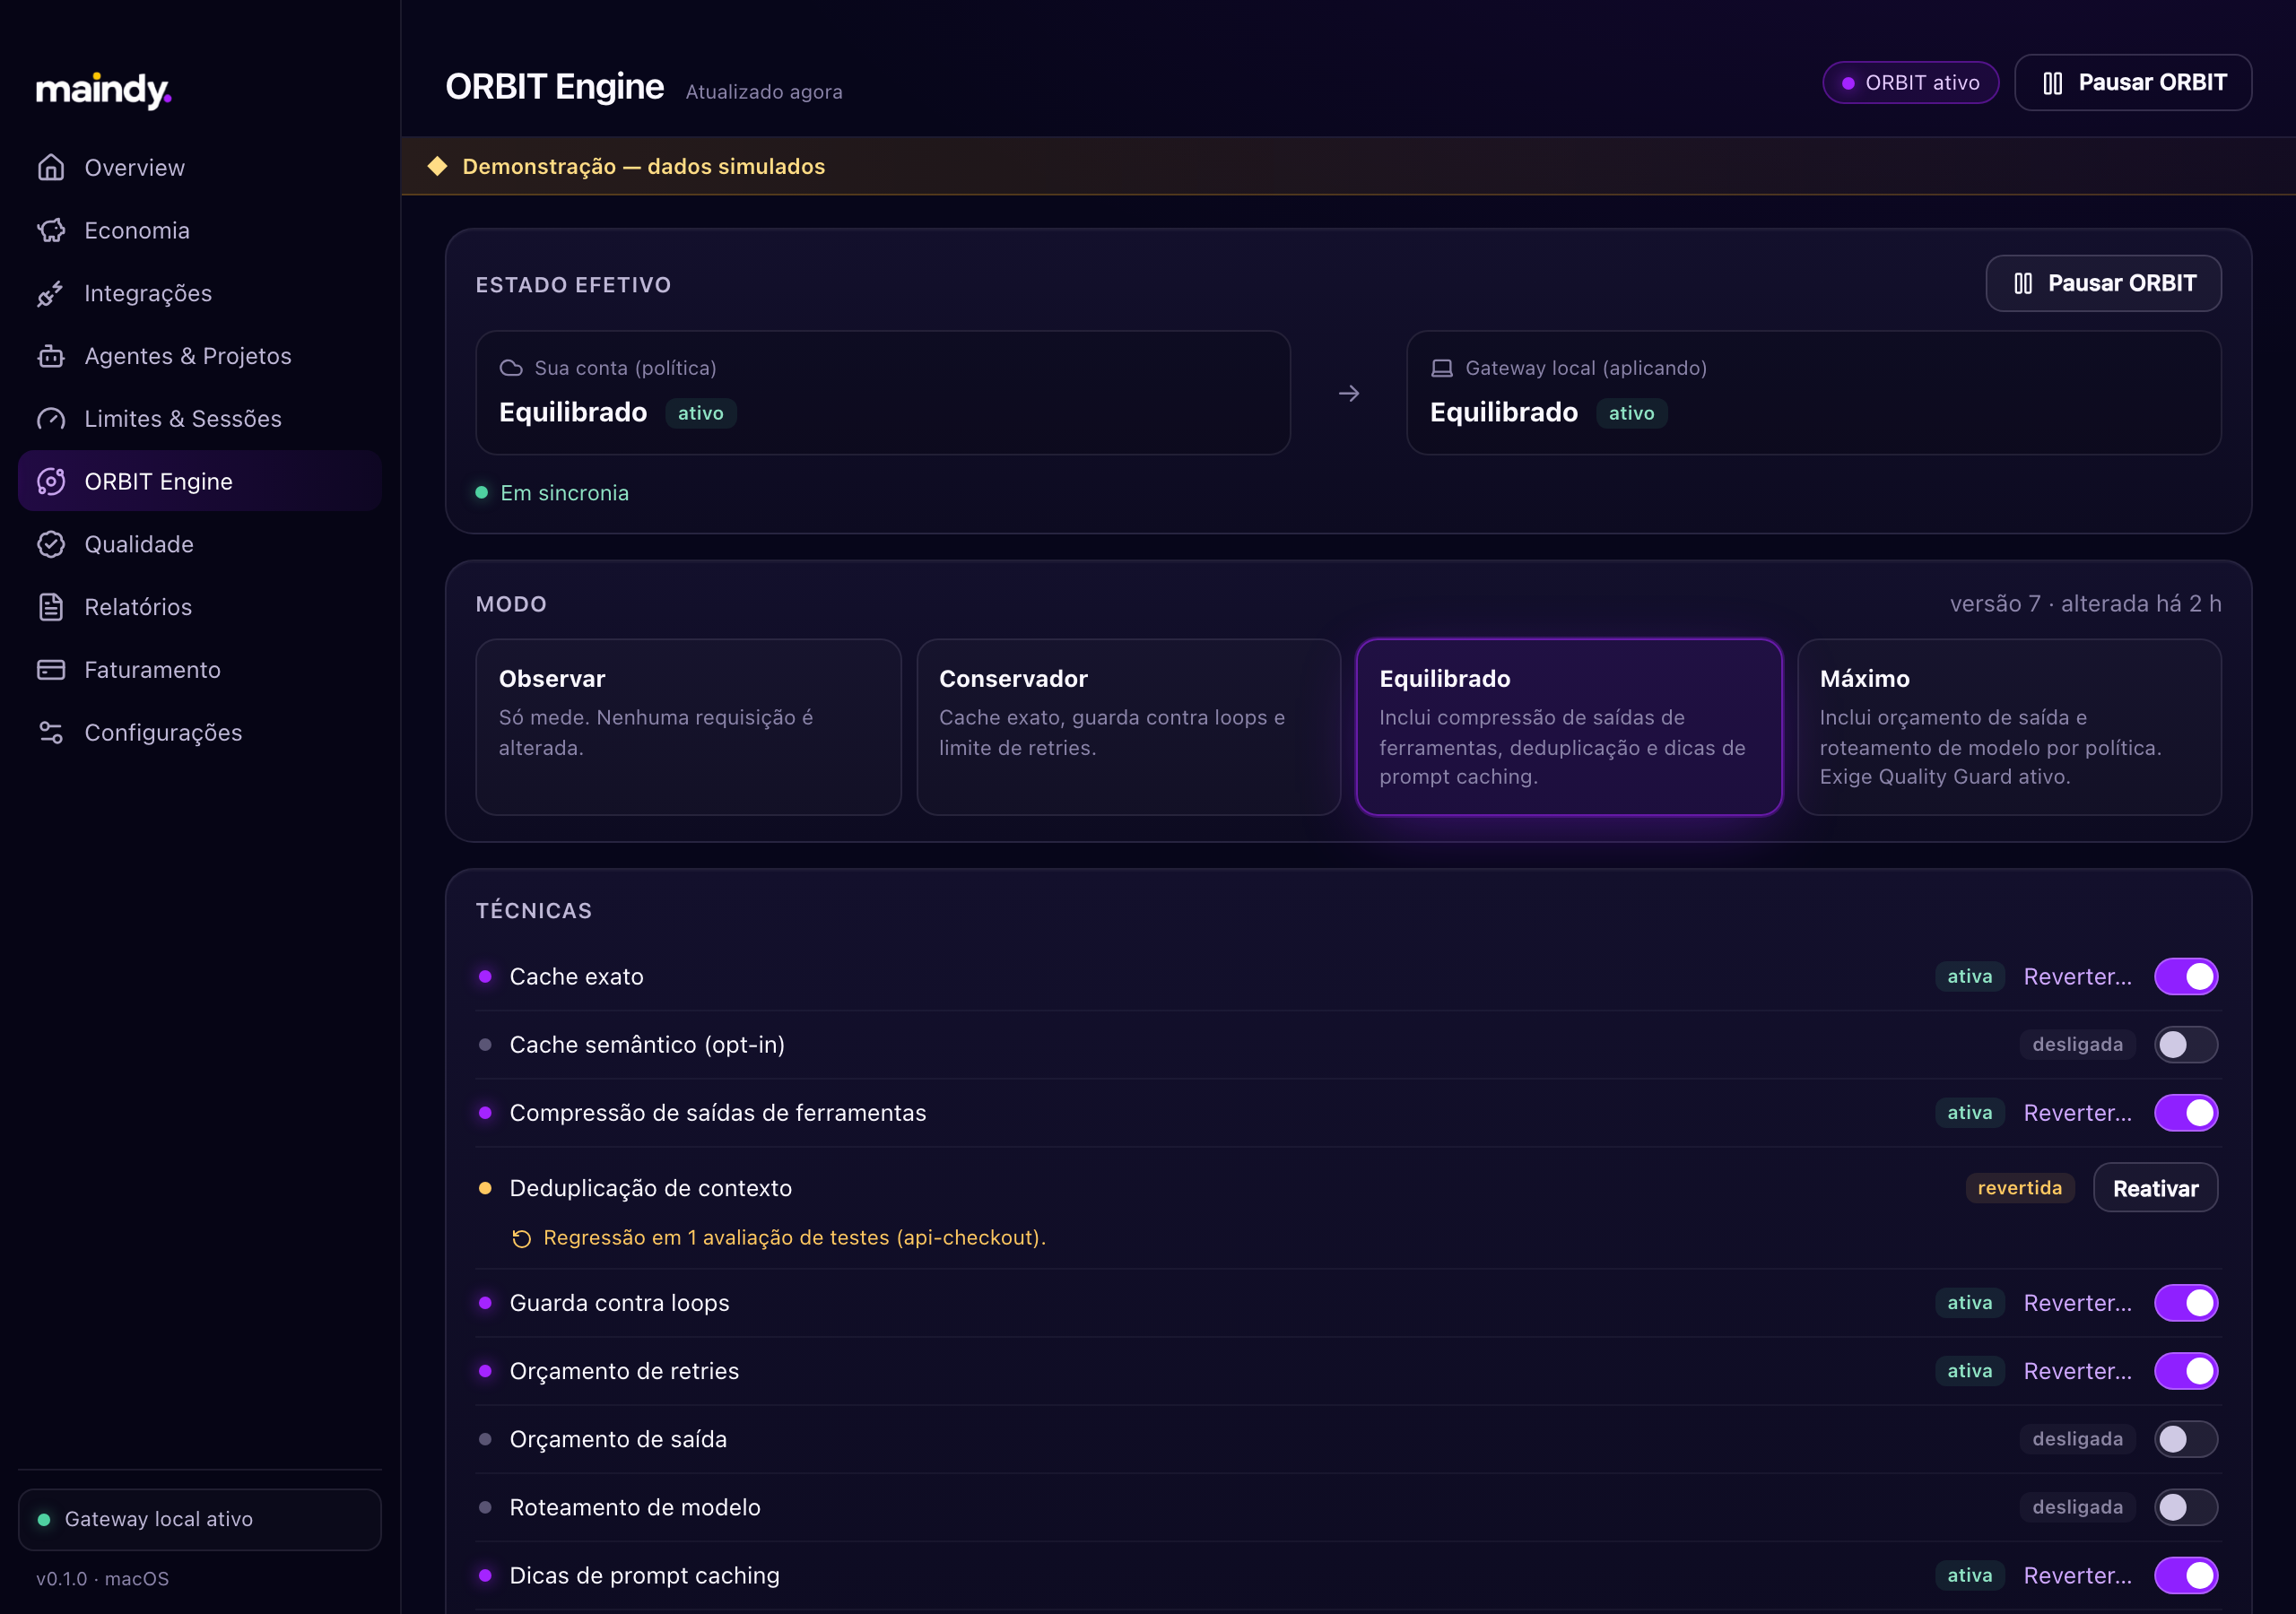 maindy.
Overview
Economia
Integrações
Agentes & Projetos
Limites & Sessões
ORBIT Engine
Qualidade
Relatórios
Faturamento
Configurações
Gateway local ativo
v0.1.0 · macOS
ORBIT Engine Atualizado agora
ORBIT ativo
Pausar ORBIT
Demonstração — dados simulados
ESTADO EFETIVO
Pausar ORBIT
Sua conta (política)
Equilibrado ativo
Gateway local (aplicando)
Equilibrado ativo
Em sincronia
MODO
versão 7 · alterada há 2 h
Observar
Só mede. Nenhuma requisição é
alterada.
Conservador
Cache exato, guarda contra loops e
limite de retries.
Equilibrado
Inclui compressão de saídas de
ferramentas, deduplicação e dicas de
prompt caching.
Máximo
Inclui orçamento de saída e
roteamento de modelo por política.
Exige Quality Guard ativo.
TÉCNICAS
Cache exato ativa Reverter...
Cache semântico (opt-in) desligada
Compressão de saídas de ferramentas ativa Reverter...
Deduplicação de contexto revertida Reativar
Regressão em 1 avaliação de testes (api-checkout).
Guarda contra loops ativa Reverter...
Orçamento de retries ativa Reverter...
Orçamento de saída desligada
Roteamento de modelo desligada
Dicas de prompt caching ativa Reverter...